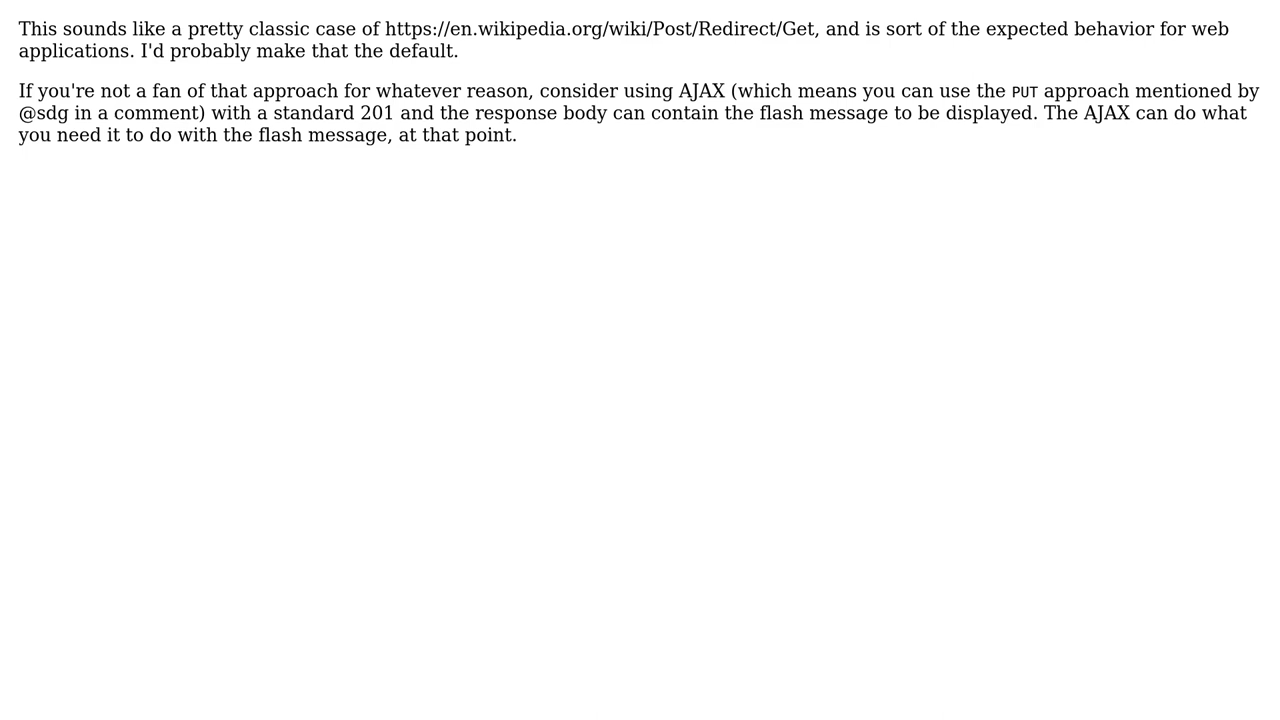 This sounds like a pretty classic case of https://en.wikipedia.org/wiki/Post/Redirect/Get, and is sort of the expected behavior for web
applications. I'd probably make that the default.
If you're not a fan of that approach for whatever reason, consider using AJAX (which means you can use the PUT approach mentioned by
@sdg in a comment) with a standard 201 and the response body can contain the flash message to be displayed. The AJAX can do what
you need it to do with the flash message, at that point.